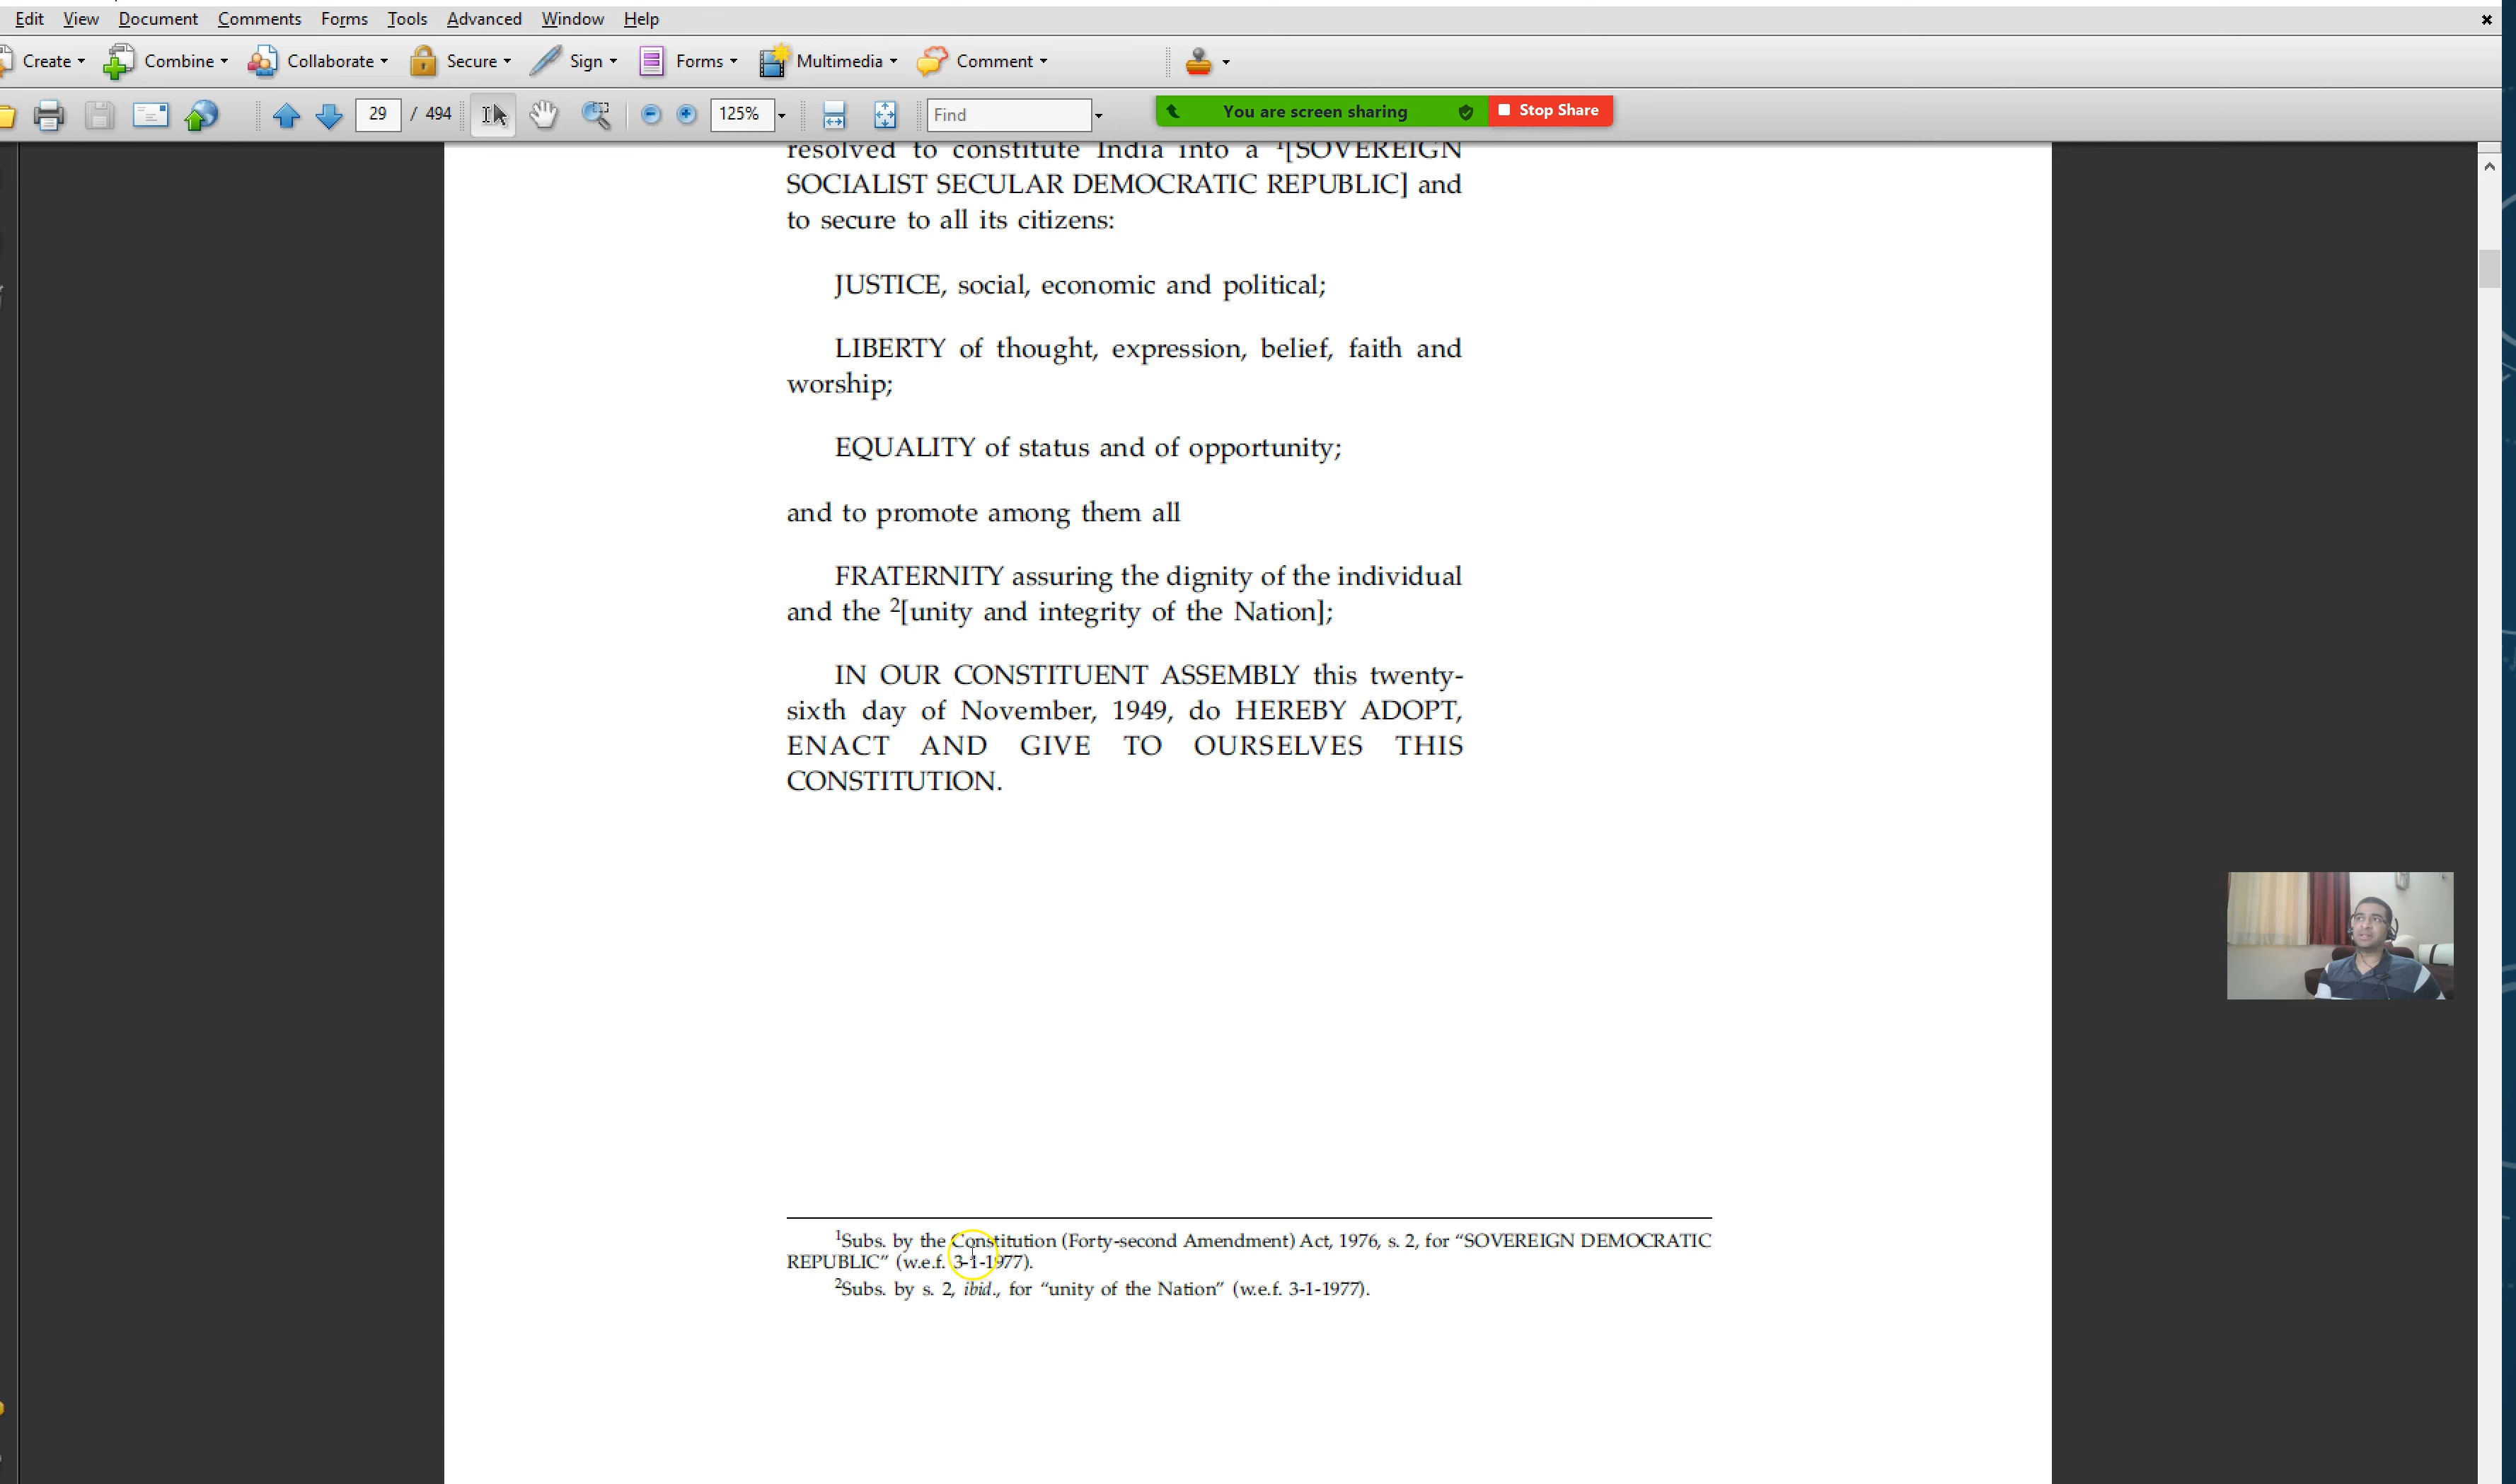 Edit View Document Comments Forms Tools Advanced Window Help
Create Combine Collaborate Secure Sign Forms Multimedia Comment
29 / 494 125% Find You are screen sharing Stop Share
resolved to constitute India into a ¹[SOVEREIGN
SOCIALIST SECULAR DEMOCRATIC REPUBLIC] and
to secure to all its citizens:
JUSTICE, social, economic and political;
LIBERTY of thought, expression, belief, faith and
worship;
EQUALITY of status and of opportunity;
and to promote among them all
FRATERNITY assuring the dignity of the individual
and the ²[unity and integrity of the Nation];
IN OUR CONSTITUENT ASSEMBLY this twenty-
sixth day of November, 1949, do HEREBY ADOPT,
ENACT AND GIVE TO OURSELVES THIS
CONSTITUTION.
¹Subs. by the Constitution (Forty-second Amendment) Act, 1976, s. 2, for “SOVEREIGN DEMOCRATIC
REPUBLIC” (w.e.f. 3-1-1977).
²Subs. by s. 2, ibid., for “unity of the Nation” (w.e.f. 3-1-1977).